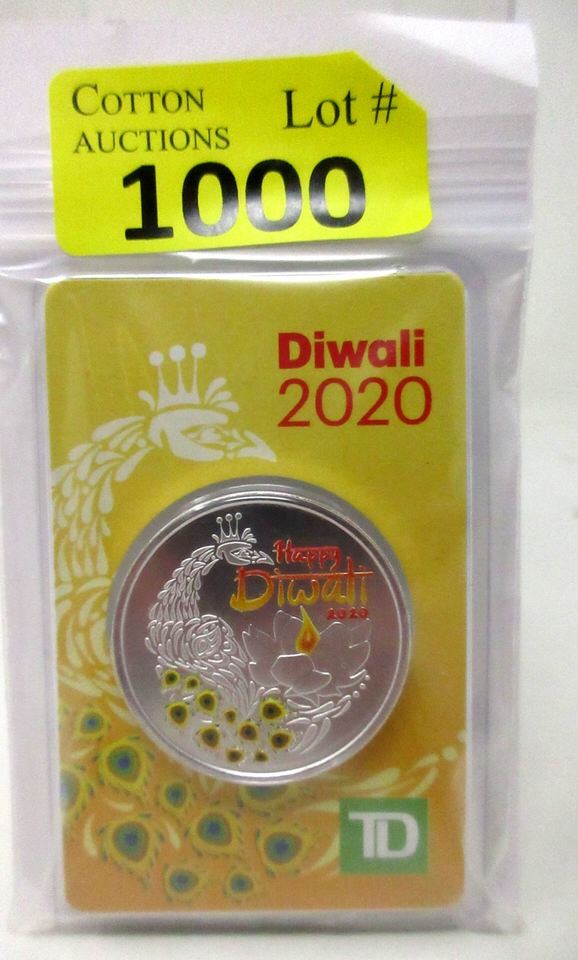 COTTON
AUCTIONS
Lot #
1000
Diwali
2020
Happy
Diwali
2020
TD